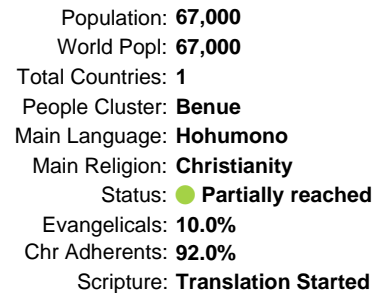 Population: 67,000
World Popl: 67,000
Total Countries: 1
People Cluster: Benue
Main Language: Hohumono
Main Religion: Christianity
Status: Partially reached
Evangelicals: 10.0%
Chr Adherents: 92.0%
Scripture: Translation Started